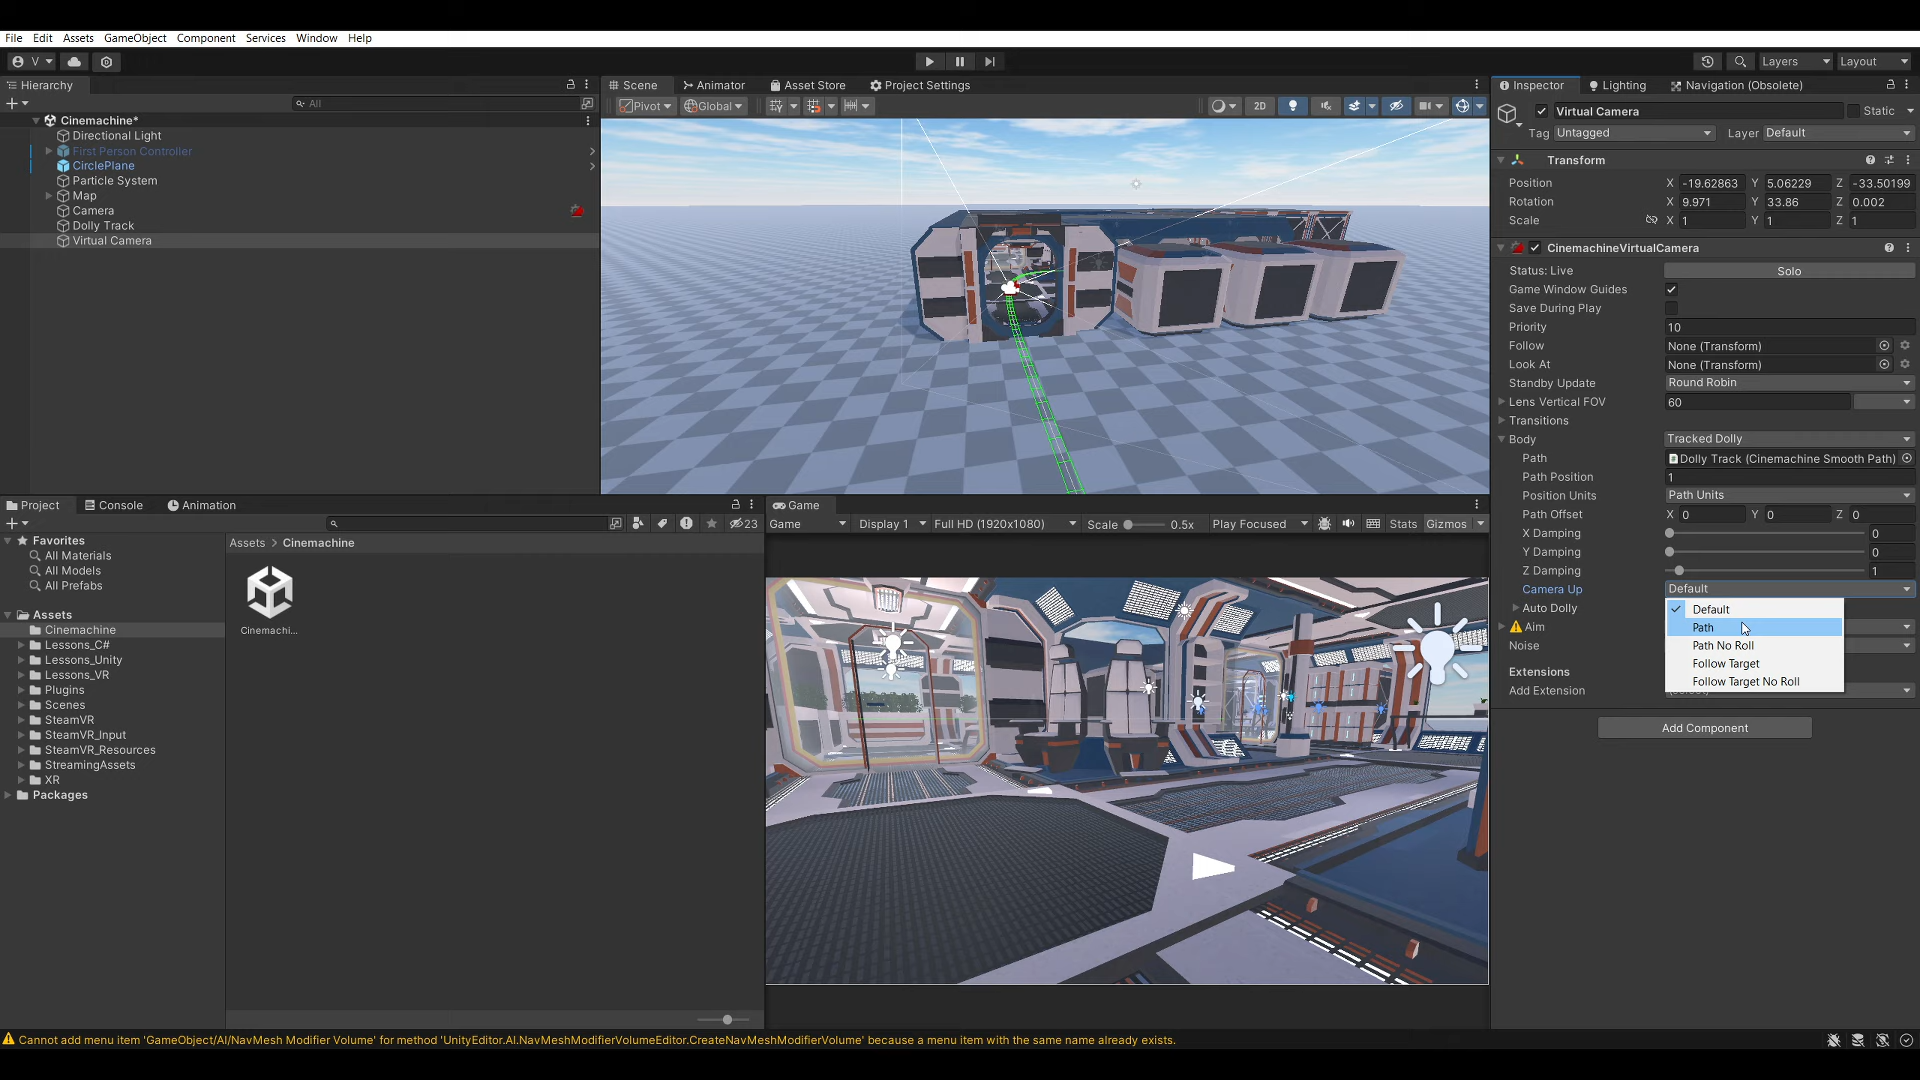 File Edit Assets GameObject Component Services Window Help
V
Layers Layout
Hierarchy
All
Cinemachine*
Directional Light
First Person Controller
CirclePlane
Particle System
Map
Camera
Dolly Track
Virtual Camera
Scene Animator Asset Store Project Settings
Pivot Global 2D
Project Console Animation
23
Favorites
All Materials
All Models
All Prefabs
Assets
Cinemachine
Lessons_C#
Lessons_Unity
Lessons_VR
Plugins
Scenes
SteamVR
SteamVR_Input
SteamVR_Resources
StreamingAssets
XR
Packages
Assets > Cinemachine
Cinemachi...
Game
Game Display 1 Full HD (1920x1080) Scale 0.5x Play Focused Stats Gizmos
Inspector Lighting Navigation (Obsolete)
Virtual Camera Static
Tag Untagged Layer Default
Transform
Position X -19.62863 Y 5.06229 Z -33.50199
Rotation X 9.971 Y 33.86 Z 0.002
Scale X 1 Y 1 Z 1
CinemachineVirtualCamera
Status: Live Solo
Game Window Guides
Save During Play
Priority 10
Follow None (Transform)
Look At None (Transform)
Standby Update Round Robin
Lens Vertical FOV 60
Transitions
Body Tracked Dolly
Path Dolly Track (Cinemachine Smooth Path)
Path Position 1
Position Units Path Units
Path Offset X 0 Y 0 Z 0
X Damping 0
Y Damping 0
Z Damping 1
Camera Up Default
Auto Dolly
Aim
Noise
Default
Path
Path No Roll
Follow Target
Follow Target No Roll
Extensions
Add Extension
Add Component
Cannot add menu item 'GameObject/AI/NavMesh Modifier Volume' for method 'UnityEditor.AI.NavMeshModifierVolumeEditor.CreateNavMeshModifierVolume' because a menu item with the same name already exists.